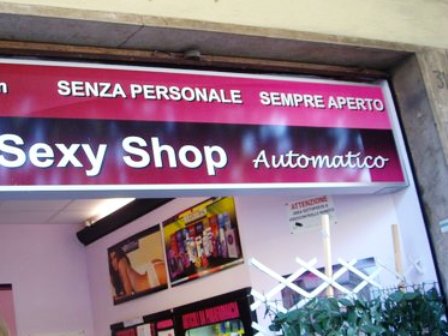 SENZA PERSONALE SEMPRE APERTO
Sexy Shop Automatico
ATTENZIONE